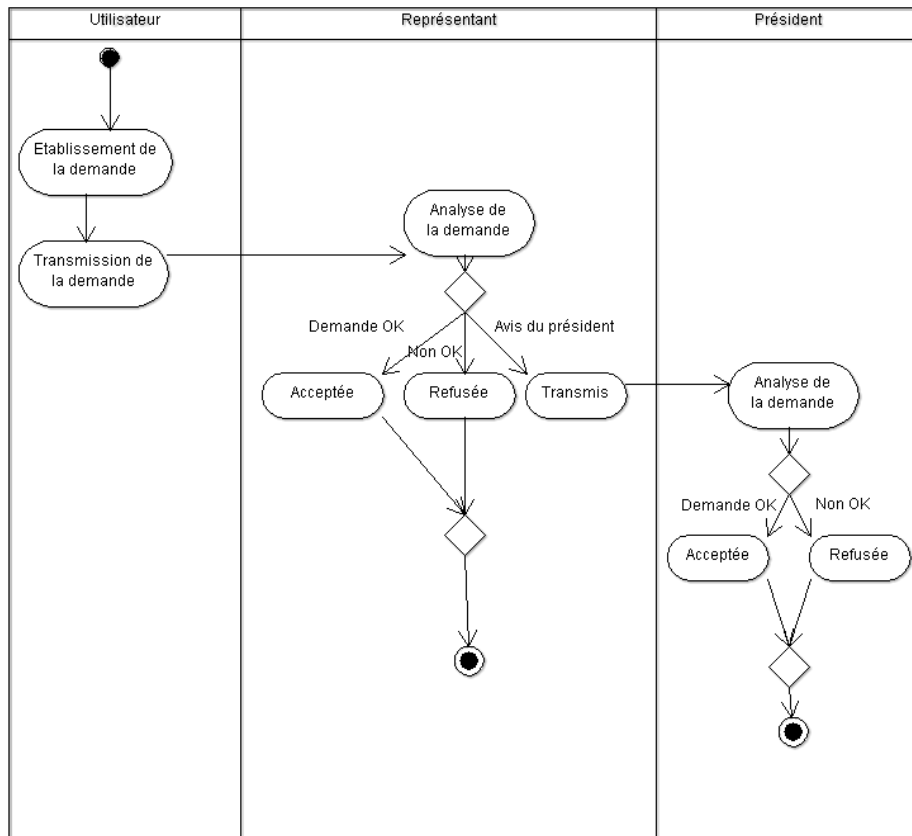 Utilisateur
Représentant
Président
Etablissement de
la demande
Transmission de
la demande
Analyse de
la demande
Demande OK
Non OK
Avis du président
Acceptée
Refusée
Transmis
Analyse de
la demande
Demande OK
Non OK
Acceptée
Refusée